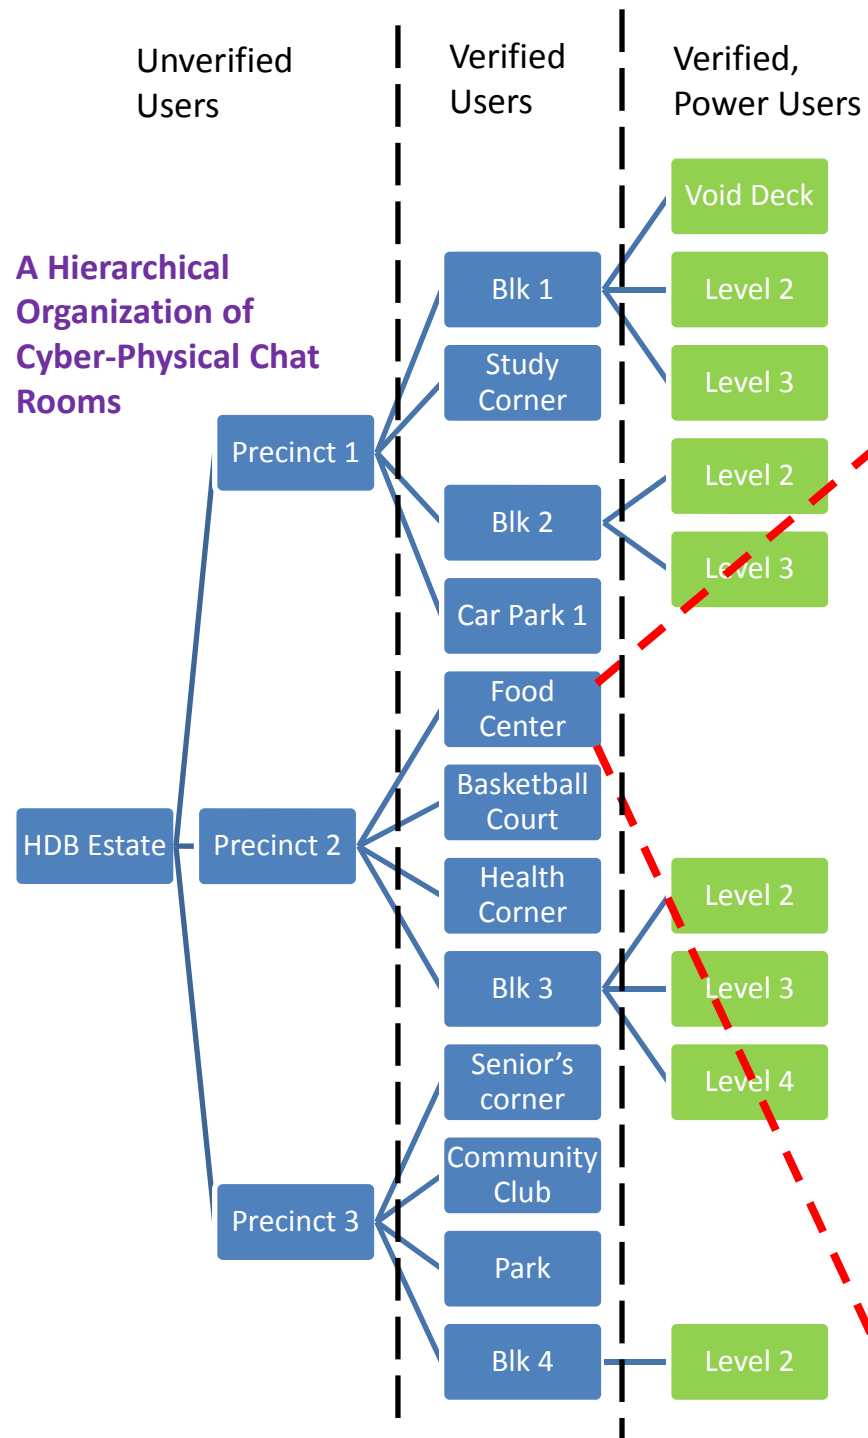 Unverified
Users
Verified
Users
Verified,
Power Users
A Hierarchical
Organization of
Cyber-Physical Chat
Rooms
HDB Estate
Precinct 1
Precinct 2
Precinct 3
Blk 1
Study
Corner
Blk 2
Car Park 1
Food
Center
Basketball
Court
Health
Corner
Blk 3
Senior’s
corner
Community
Club
Park
Blk 4
Void Deck
Level 2
Level 3
Level 2
Level 3
Level 2
Level 3
Level 4
Level 2